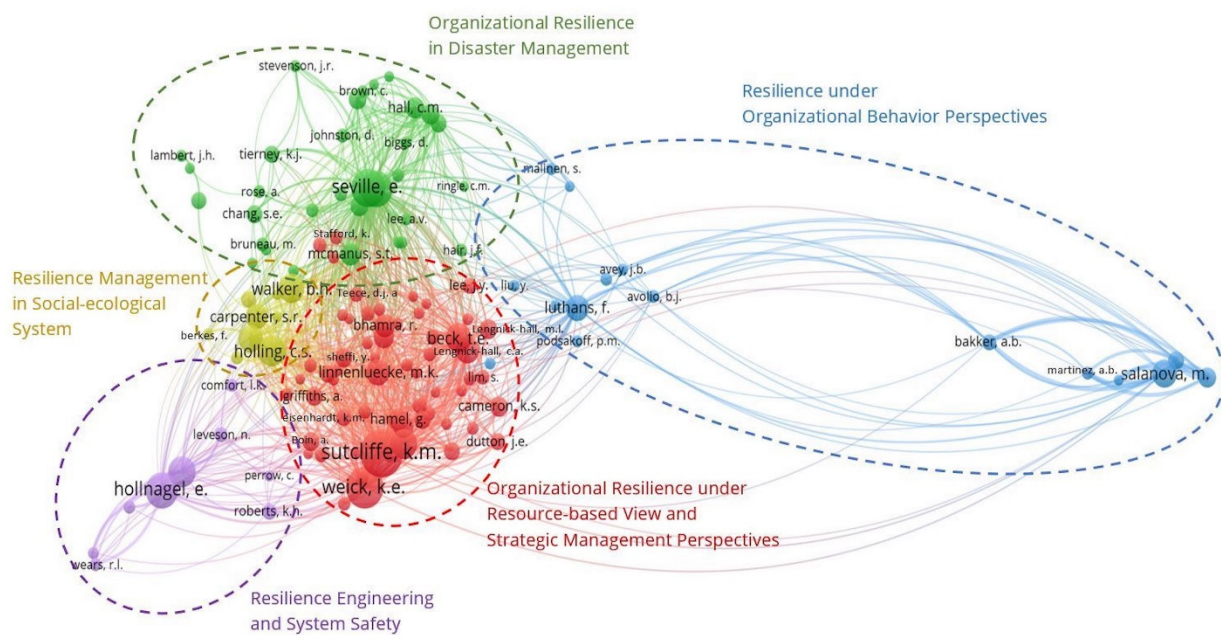 Organizational Resilience
in Disaster Management
stevenson, j.r.
brown, c.
hall, c.m.
johnston, d.
biggs, d.
lambert, j.h.
tierney, k.j.
seville, e.
ringle, c.m.
rose, a.
chang, s.e.
lee, a.v.
Stafford, k.
bruneau, m.
mcmanus, s.t.
hair, j.f.
Resilience under
Organizational Behavior Perspectives
malinen, s.
avey, j.b.
liu, y.
luthans, f.
avolio, b.j.
podsakoff, p.m.
bakker, a.b.
martinez, a.b.
salanova, m.
Resilience Management
in Social-ecological
System
walker, b.h.
carpenter, s.r.
berkes, f.
holling, c.s.
lee, j.y.
Teece, d.j. a
bhamra, r.
beck, t.e.
Lengnick-hall, m.l.
Lengnick-hall, c.a.
sheffi, y.
linnenluecke, m.k.
lim, s.
griffiths, a.
cameron, k.s.
eisenhardt, k.m.
hamel, g.
dutton, j.e.
Boin, a.
sutcliffe, k.m.
weick, k.e.
Organizational Resilience under
Resource-based View and
Strategic Management Perspectives
comfort, l.k.
leveson, n.
perrow, c.
hollnagel, e.
roberts, k.h.
wears, r.l.
Resilience Engineering
and System Safety